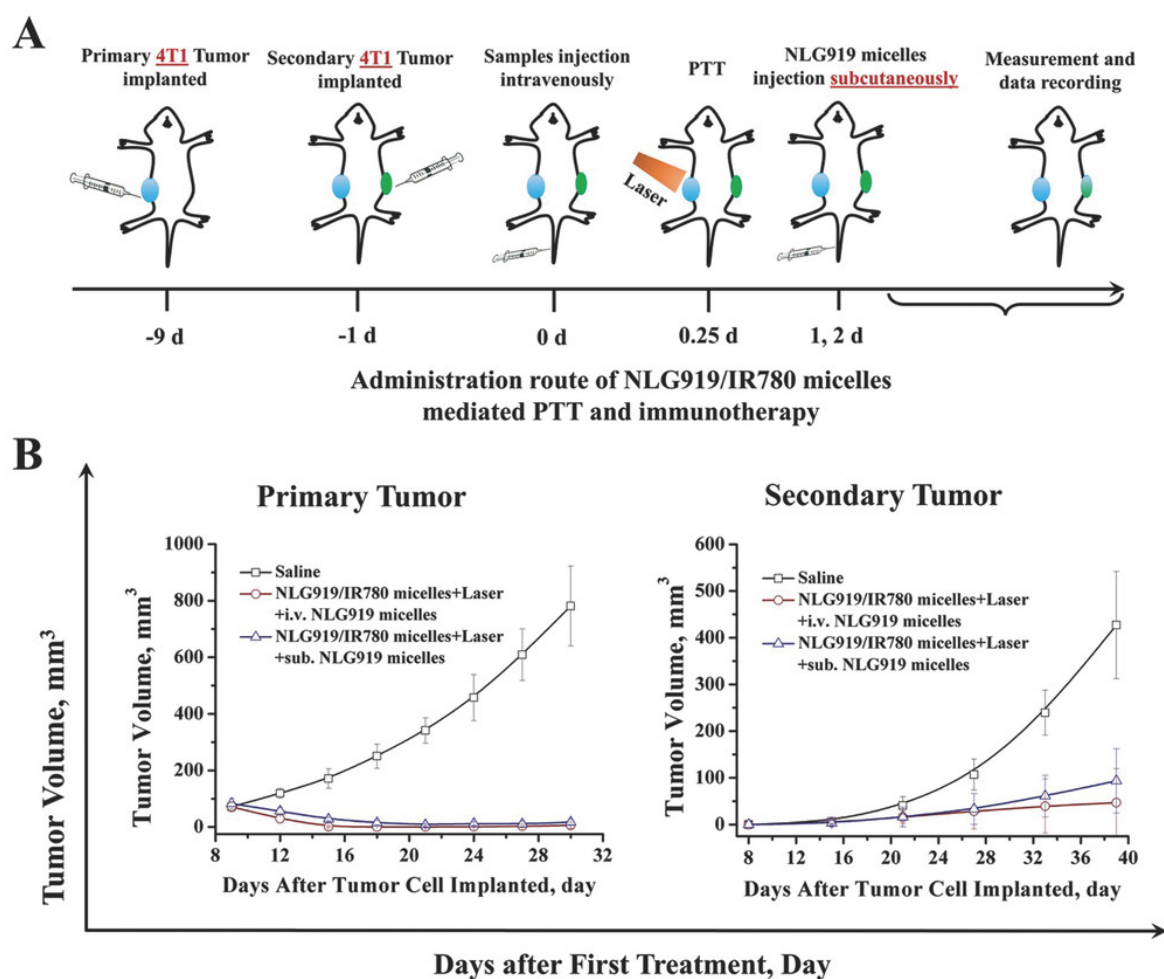 A
Primary 4T1 Tumor
implanted
Secondary 4T1 Tumor
implanted
Samples injection
intravenously
PTT
NLG919 micelles
injection subcutaneously
Measurement and
data recording
Laser
-9 d
-1 d
0 d
0.25 d
1, 2 d
Administration route of NLG919/IR780 micelles
mediated PTT and immunotherapy
B
Tumor Volume, mm³
Primary Tumor
Tumor Volume, mm³
1000
800
600
400
200
0
Saline
NLG919/IR780 micelles+Laser
+i.v. NLG919 micelles
NLG919/IR780 micelles+Laser
+sub. NLG919 micelles
8 12 16 20 24 28 32
Days After Tumor Cell Implanted, day
Secondary Tumor
Tumor Volume, mm³
600
500
400
300
200
100
0
Saline
NLG919/IR780 micelles+Laser
+i.v. NLG919 micelles
NLG919/IR780 micelles+Laser
+sub. NLG919 micelles
8 12 16 20 24 28 32 36 40
Days After Tumor Cell Implanted, day
Days after First Treatment, Day